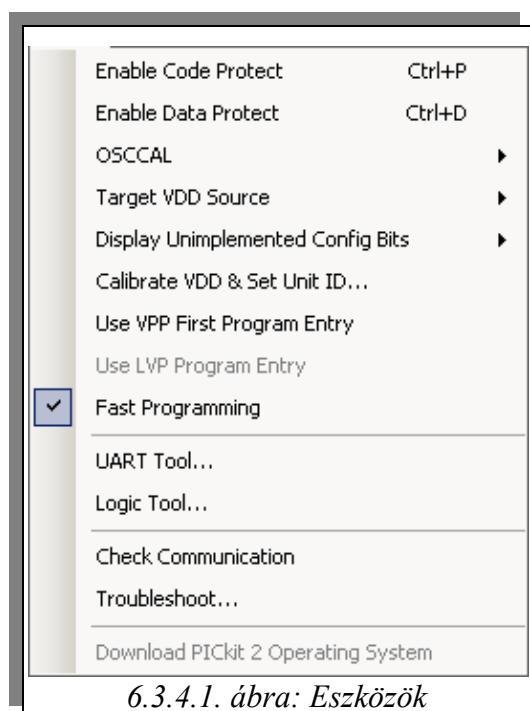 Enable Code Protect Ctrl+P
Enable Data Protect Ctrl+D
OSCCAL
Target VDD Source
Display Unimplemented Config Bits
Calibrate VDD & Set Unit ID...
Use VPP First Program Entry
Use LVP Program Entry
Fast Programming
UART Tool...
Logic Tool...
Check Communication
Troubleshoot...
Download PICkit 2 Operating System
6.3.4.1. ábra: Eszközök